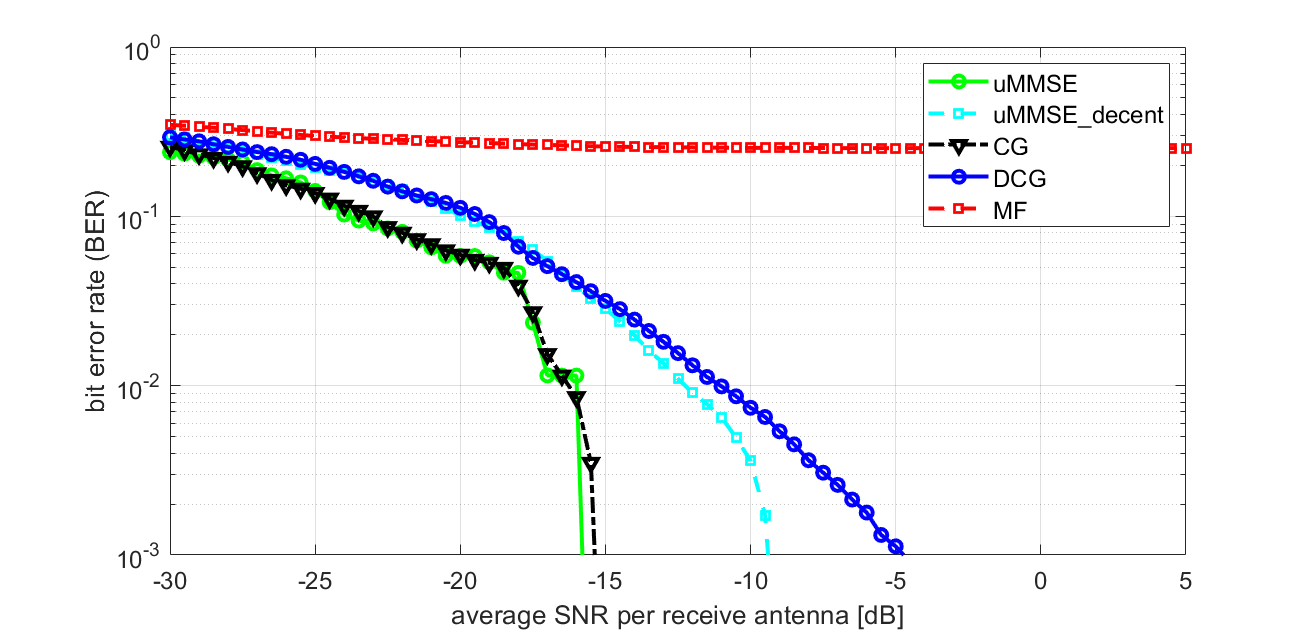 10^0
10^-1
10^-2
10^-3
bit error rate (BER)
uMMSE
uMMSE_decent
CG
DCG
MF
-30 -25 -20 -15 -10 -5 0 5
average SNR per receive antenna [dB]